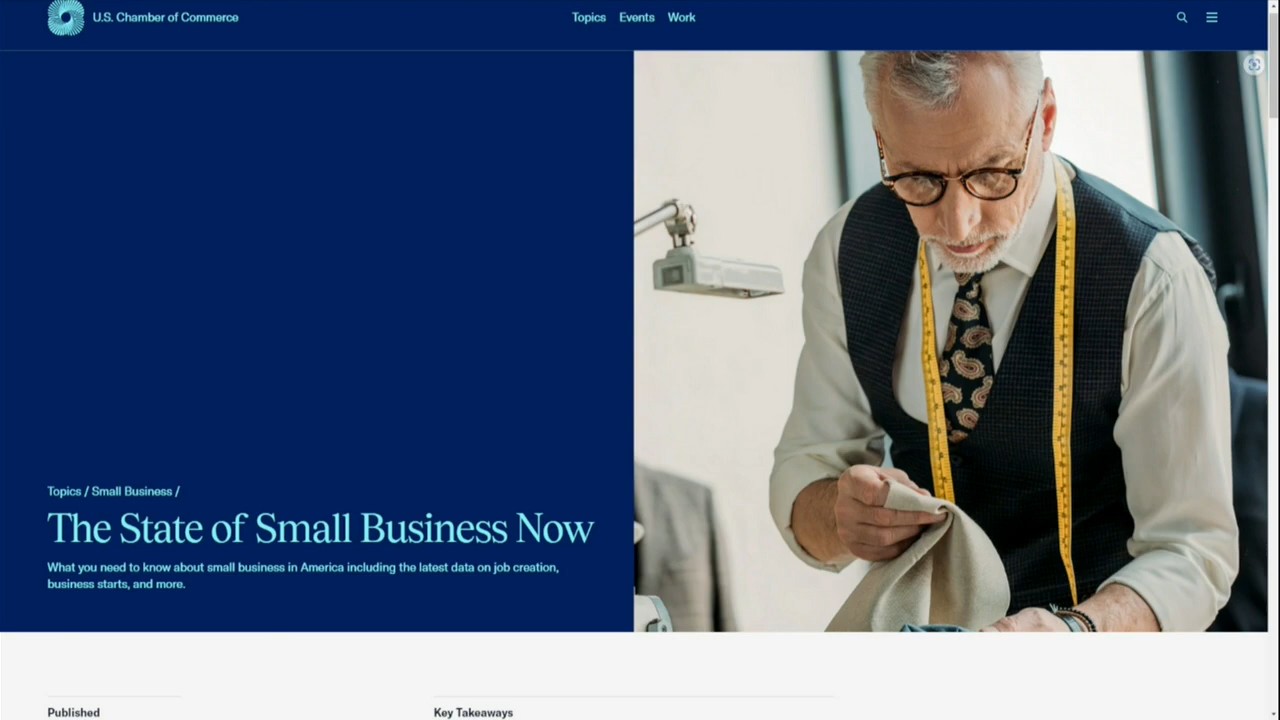 U.S. Chamber of Commerce
Topics Events Work
Topics / Small Business /
The State of Small Business Now
What you need to know about small business in America including the latest data on job creation,
business starts, and more.
Published
Key Takeaways